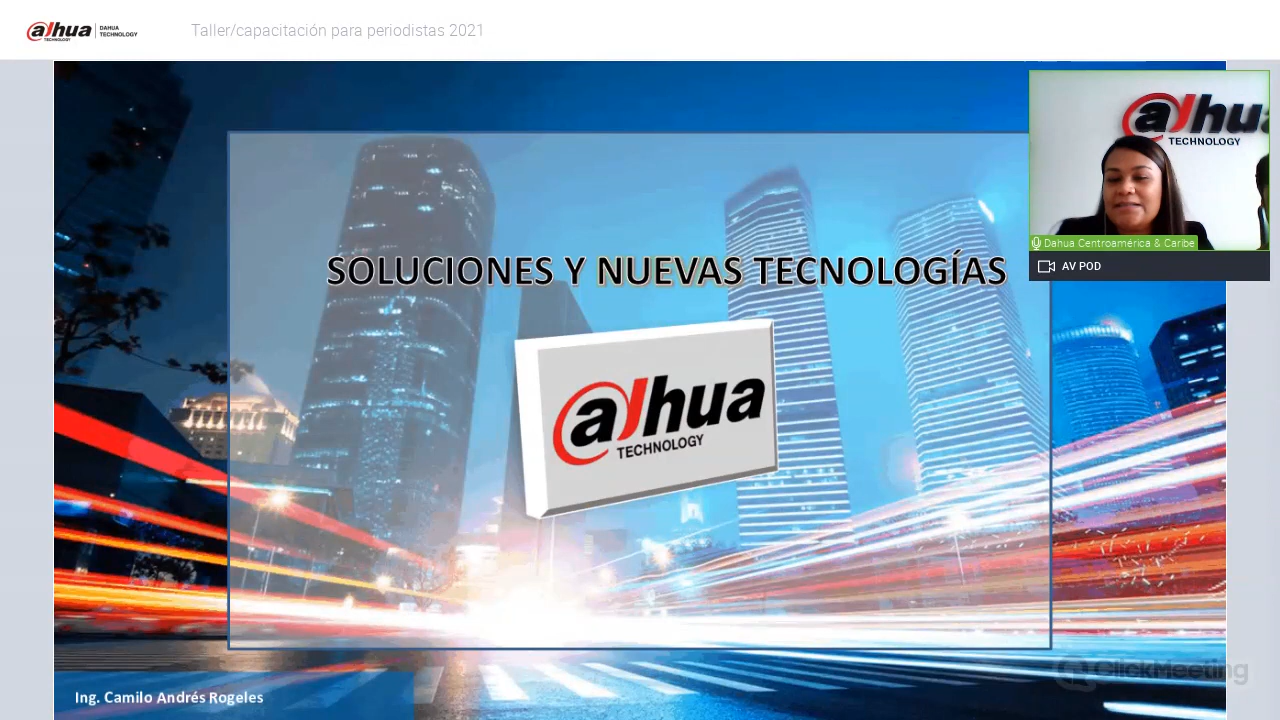 alhua
TECHNOLOGY
DAHUA
TECHNOLOGY
Taller/capacitación para periodistas 2021
alhua
TECHNOLOGY
Dahua Centroamérica & Caribe
AV POD
SOLUCIONES Y NUEVAS TECNOLOGÍAS
alhua
TECHNOLOGY
ClickMeeting
Ing. Camilo Andrés Rogeles